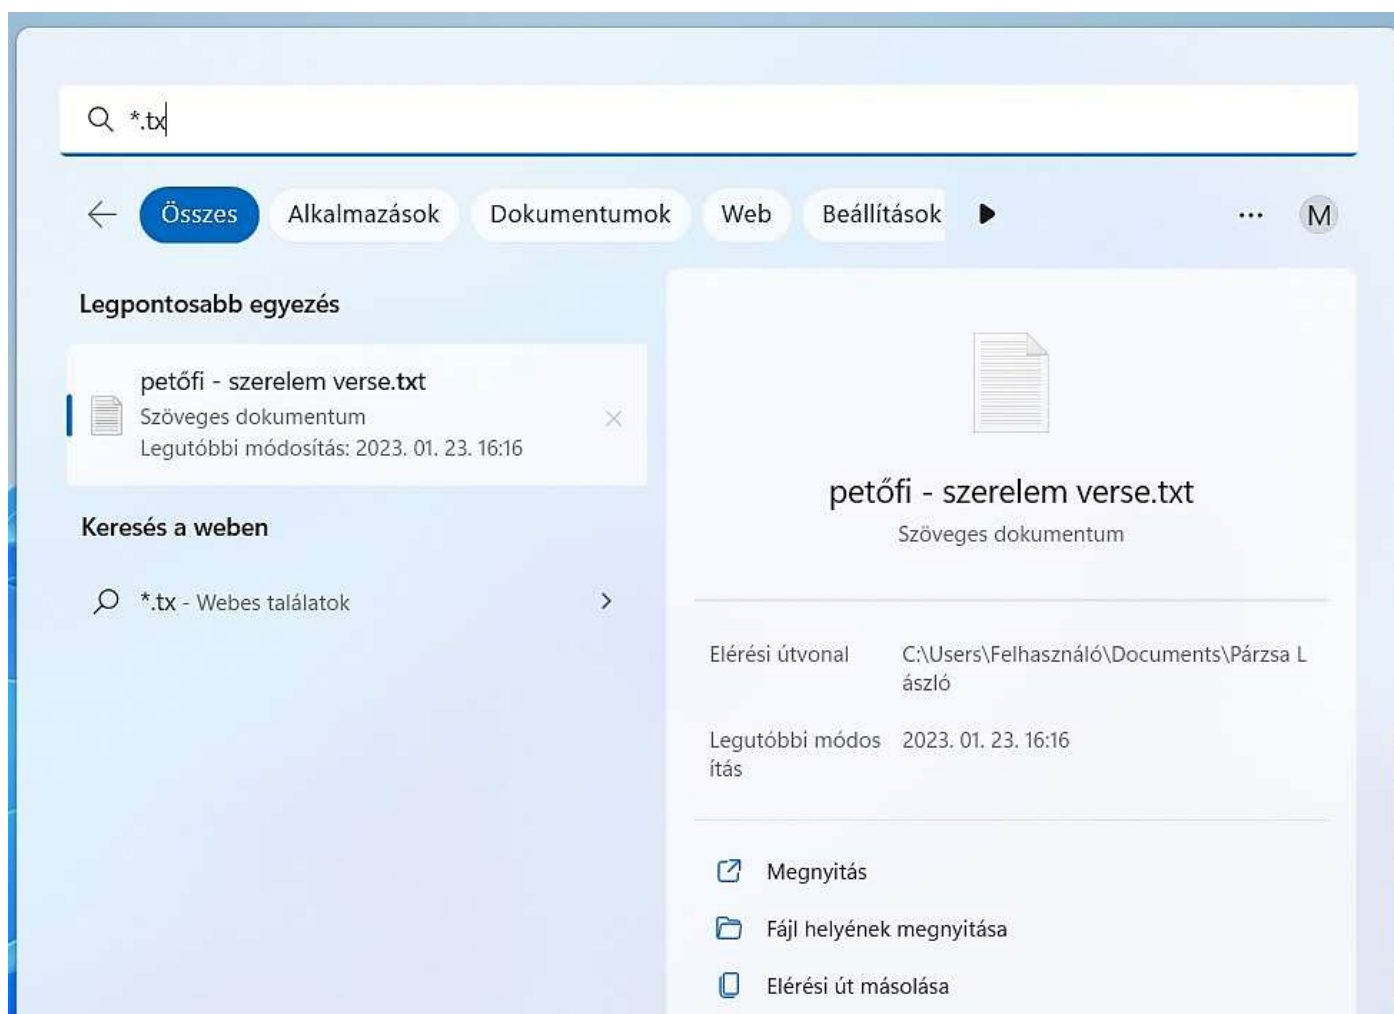 *.tx
Összes Alkalmazások Dokumentumok Web Beállítások ... M
Legpontosabb egyezés
petőfi - szerelem verse.txt
Szöveges dokumentum
Legutóbbi módosítás: 2023. 01. 23. 16:16
Keresés a weben
*.tx - Webes találatok
petőfi - szerelem verse.txt
Szöveges dokumentum
Elérési útvonal C:\Users\Felhasználó\Documents\Párzsa L
ászló
Legutóbbi módos 2023. 01. 23. 16:16
ítás
Megnyitás
Fájl helyének megnyitása
Elérési út másolása